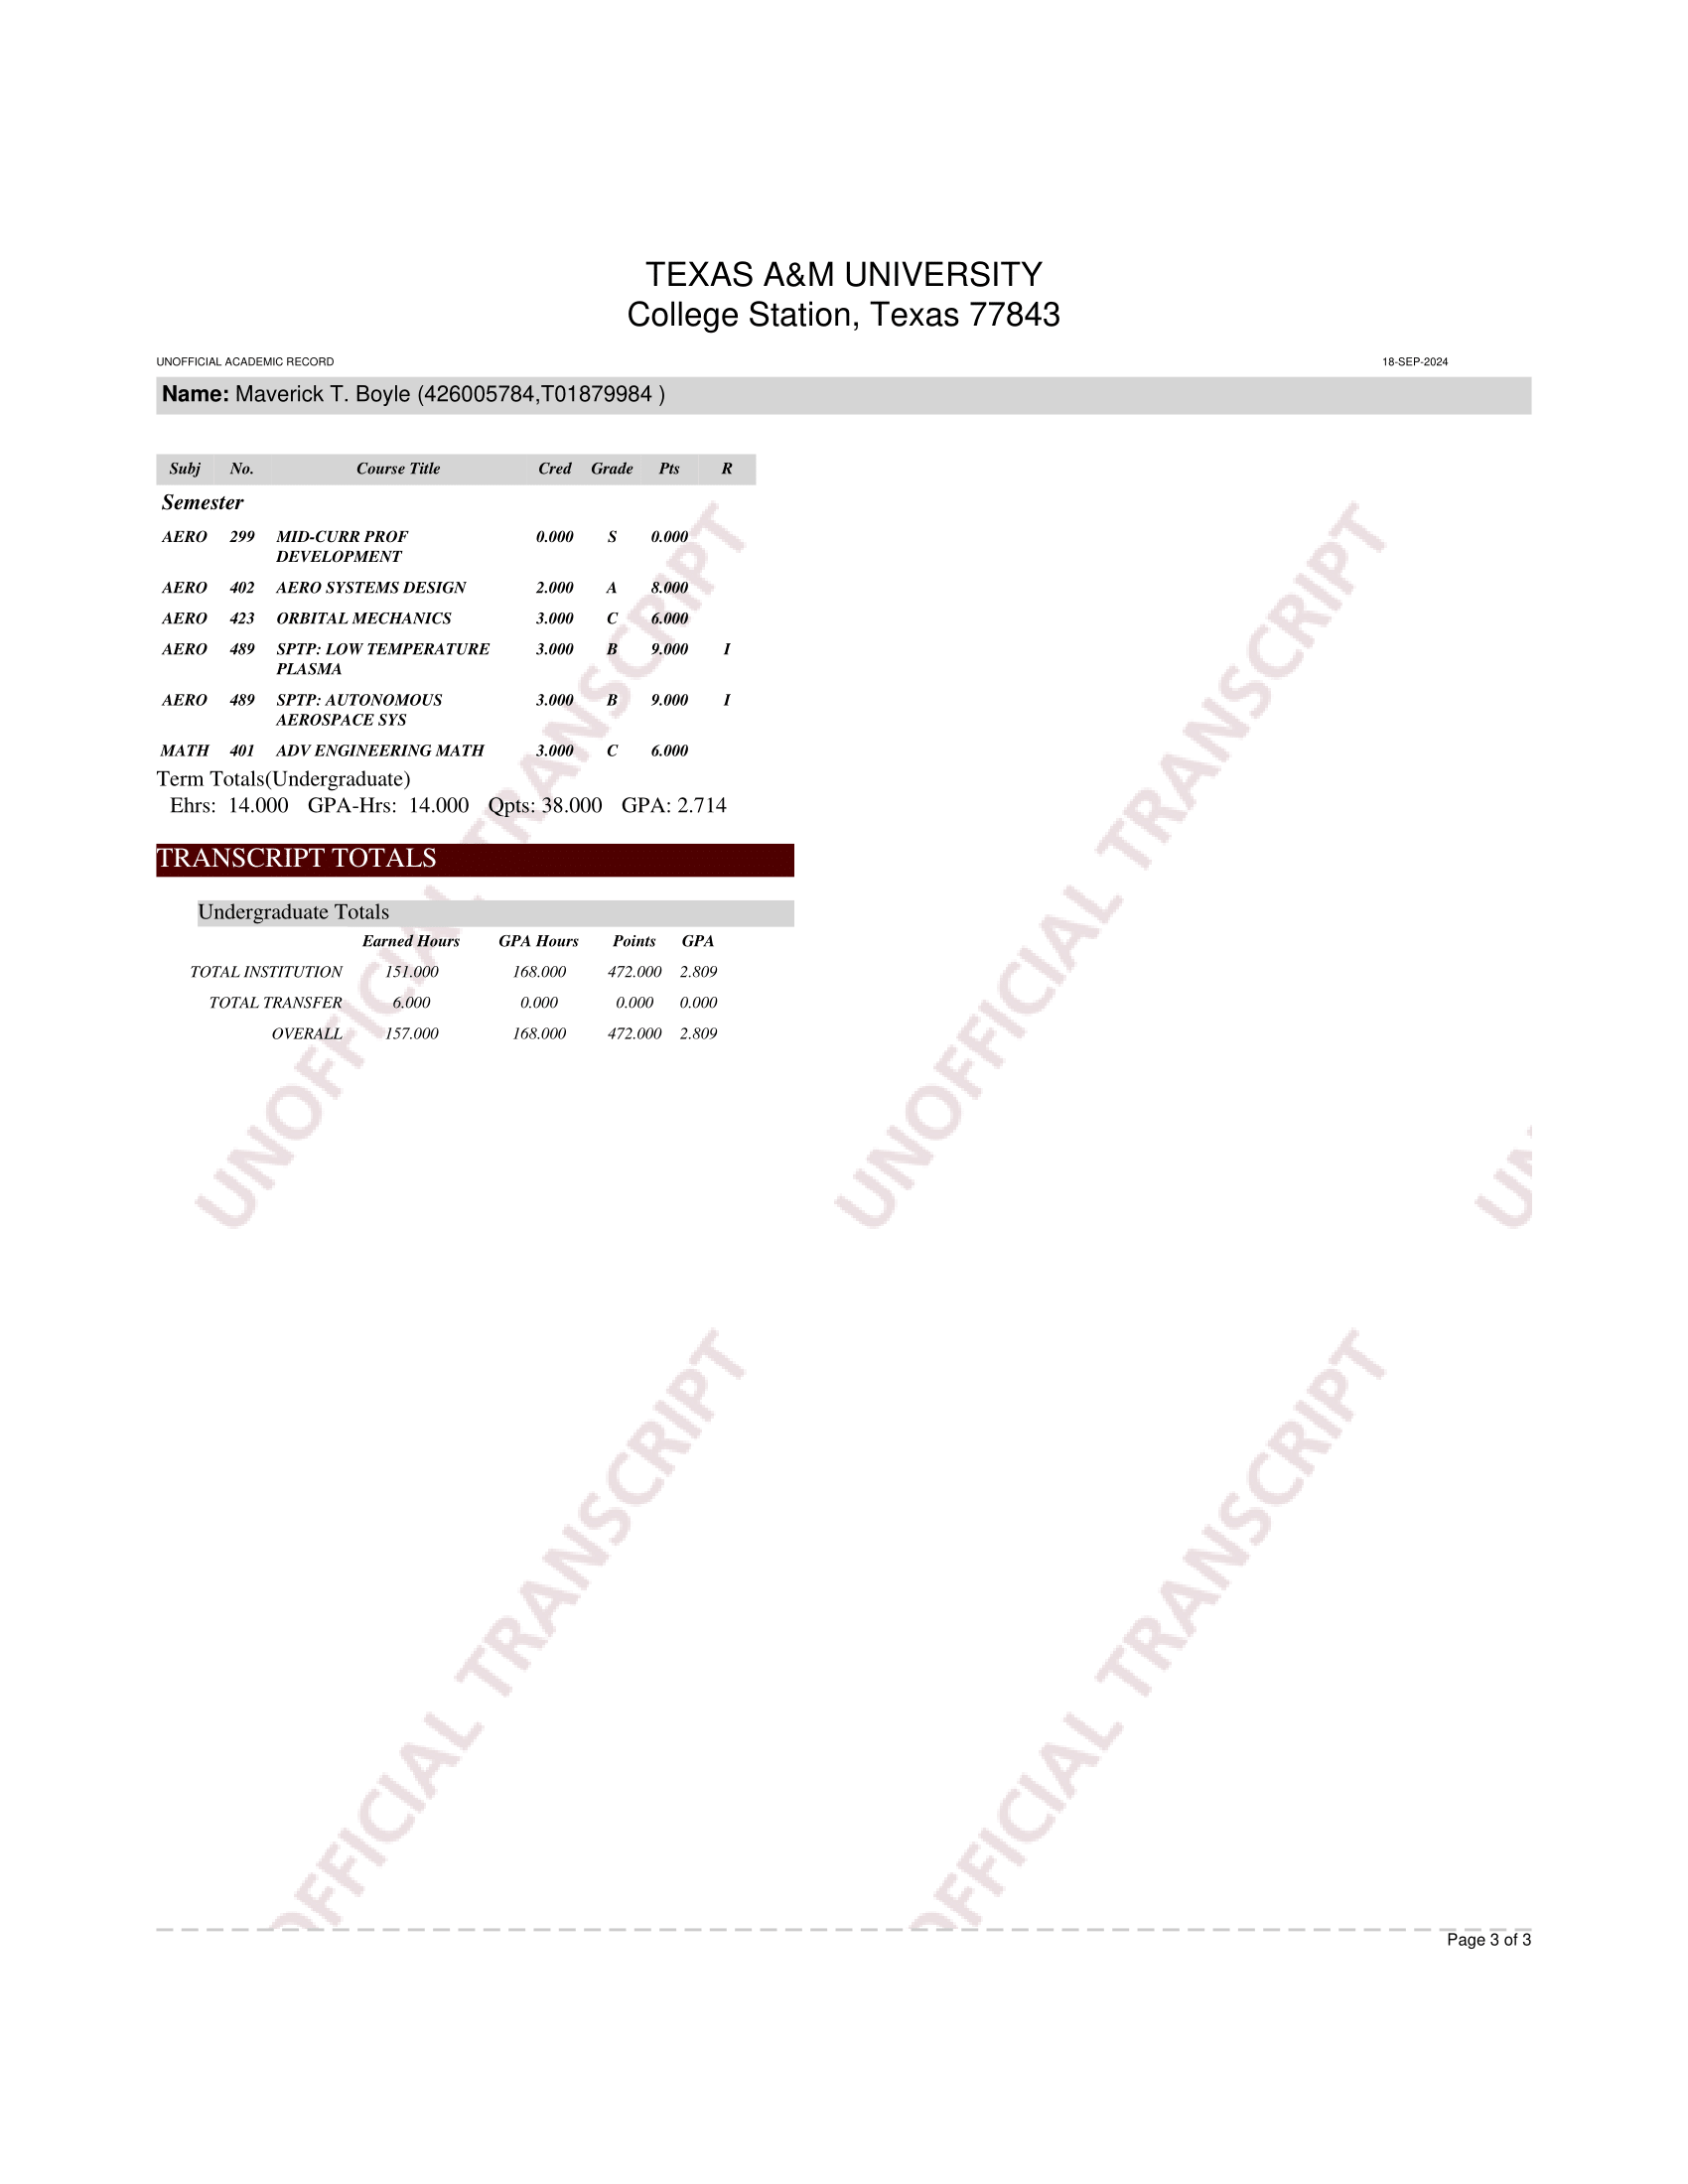 TEXAS A&M UNIVERSITY
College Station, Texas 77843
UNOFFICIAL ACADEMIC RECORD 18-SEP-2024
Name: Maverick T. Boyle (426005784,T01879984 )
Subj No. Course Title Cred Grade Pts R
Semester
AERO 299 MID-CURR PROF 0.000 S 0.000
DEVELOPMENT
AERO 402 AERO SYSTEMS DESIGN 2.000 A 8.000
AERO 423 ORBITAL MECHANICS 3.000 C 6.000
AERO 489 SPTP: LOW TEMPERATURE 3.000 B 9.000 I
PLASMA
AERO 489 SPTP: AUTONOMOUS 3.000 B 9.000 I
AEROSPACE SYS
MATH 401 ADV ENGINEERING MATH 3.000 C 6.000
Term Totals(Undergraduate)
Ehrs: 14.000 GPA-Hrs: 14.000 Qpts: 38.000 GPA: 2.714
TRANSCRIPT TOTALS
Undergraduate Totals
Earned Hours GPA Hours Points GPA
TOTAL INSTITUTION 151.000 168.000 472.000 2.809
TOTAL TRANSFER 6.000 0.000 0.000 0.000
OVERALL 157.000 168.000 472.000 2.809
UNOFFICIAL TRANSCRIPT
UNOFFICIAL TRANSCRIPT
UN
OFFICIAL TRANSCRIPT
OFFICIAL TRANSCRIPT
Page 3 of 3